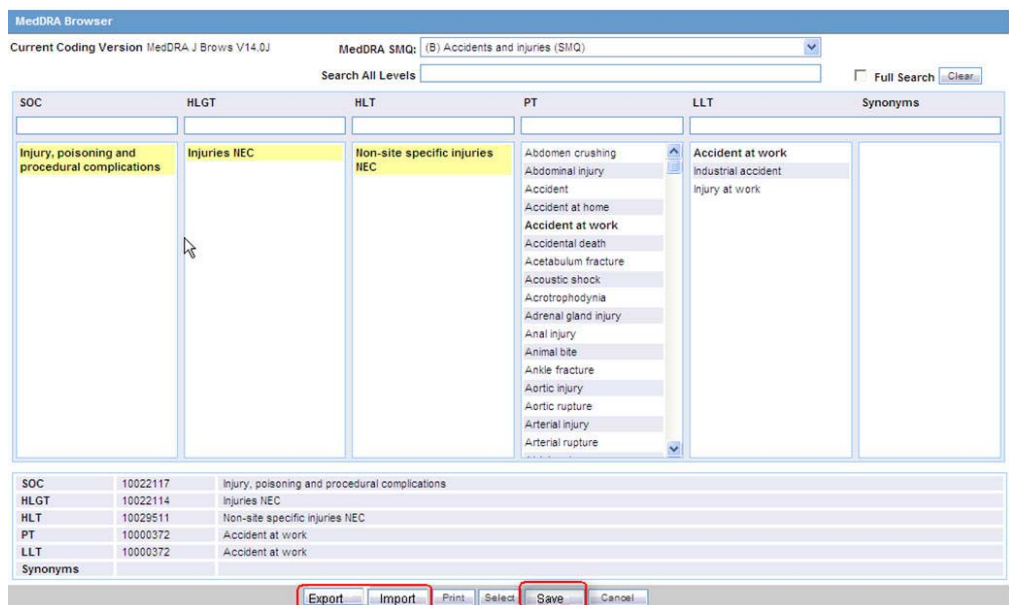 MedDRA Browser
Current Coding Version MedDRA J Brows V14.0J MedDRA SMQ: (B) Accidents and injuries (SMQ)
Search All Levels Full Search Clear
SOC HLGT HLT PT LLT Synonyms
Injury, poisoning and
procedural complications
Injuries NEC
Non-site specific injuries
NEC
Abdomen crushing
Abdominal injury
Accident
Accident at home
Accident at work
Accidental death
Acetabulum fracture
Acoustic shock
Acrotrophodynia
Adrenal gland injury
Anal injury
Animal bite
Ankle fracture
Aortic injury
Aortic rupture
Arterial injury
Arterial rupture
Accident at work
Industrial accident
Injury at work
SOC 10022117 Injury, poisoning and procedural complications
HLGT 10022114 Injuries NEC
HLT 10029511 Non-site specific injuries NEC
PT 10000372 Accident at work
LLT 10000372 Accident at work
Synonyms
Export Import Print Select Save Cancel